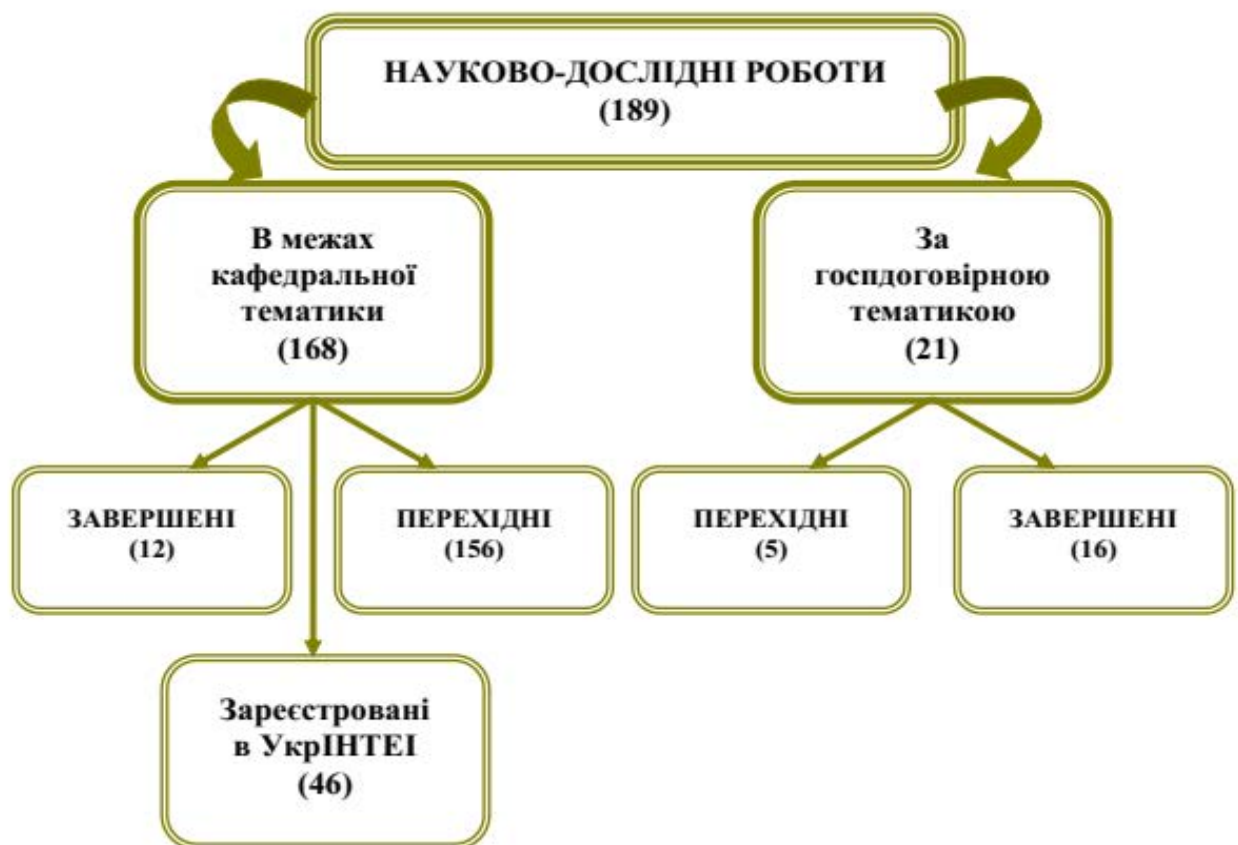 НАУКОВО-ДОСЛІДНІ РОБОТИ
(189)
В межах
кафедральної
тематики
(168)
За
госпдоговірною
тематикою
(21)
ЗАВЕРШЕНІ
(12)
ПЕРЕХІДНІ
(156)
ПЕРЕХІДНІ
(5)
ЗАВЕРШЕНІ
(16)
Зареєстровані
в УкрІНТЕІ
(46)